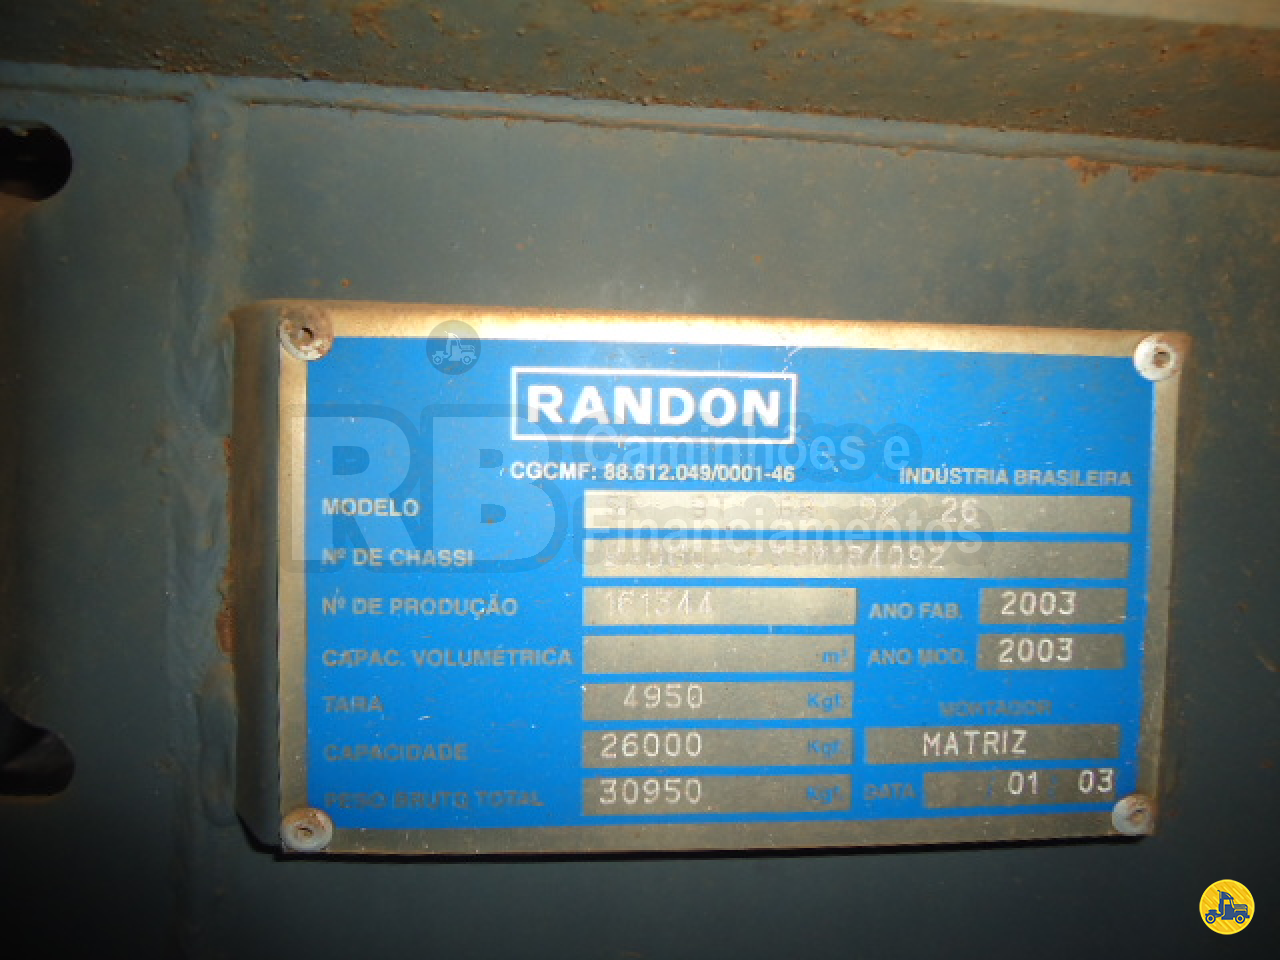 RANDON
CGCMF: 88.612.049/0001-46 INDÚSTRIA BRASILEIRA
MODELO 02 26
Nº DE CHASSI
Nº DE PRODUÇÃO 161344 ANO FAB. 2003
CAPAC. VOLUMÉTRICA m³ ANO MOD. 2003
TARA 4950 Kgf.
MONTADOR
CAPACIDADE 26000 Kgf. MATRIZ
PESO BRUTO TOTAL 30950 Kgf. DATA 01 03
RB Caminhões e
Financiamentos